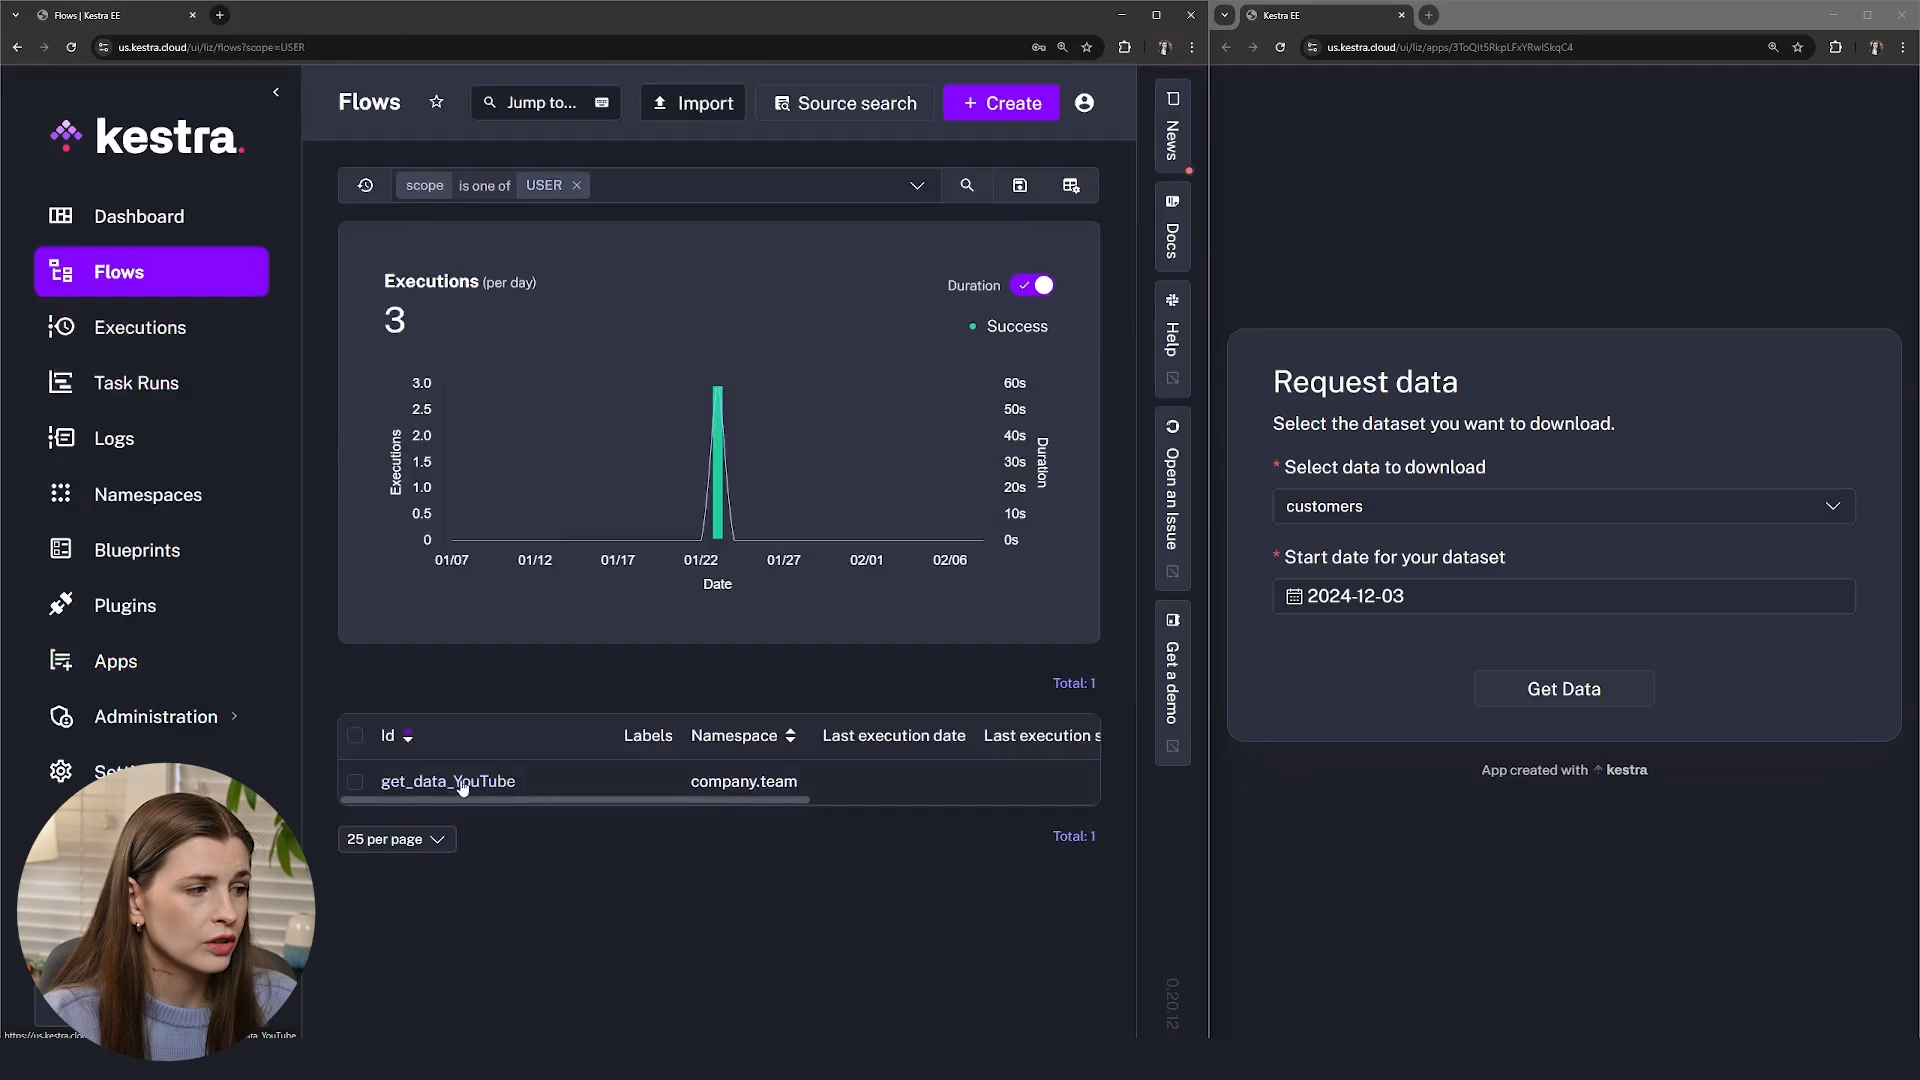 Flows | Kestra EE
us.kestra.cloud/ui/liz/flows?scope=USER
kestra.
Dashboard
Flows
Executions
Task Runs
Logs
Namespaces
Blueprints
Plugins
Apps
Administration
Flows
Jump to...
Import
Source search
+ Create
scope is one of USER
Executions (per day)
3
Duration
Success
3.0
2.5
2.0
1.5
1.0
0.5
0
Executions
60s
50s
40s
30s
20s
10s
0s
Duration
01/07 01/12 01/17 01/22 01/27 02/01 02/06
Date
Total: 1
Id Labels Namespace Last execution date Last execution s
get_data_YouTube company.team
25 per page
Total: 1
News
Docs
Help
Open an Issue
Get a demo
0.20.12
Kestra EE
us.kestra.cloud/ui/liz/apps/3ToQIt5RkpLFxYRwISkqC4
Request data
Select the dataset you want to download.
* Select data to download
customers
* Start date for your dataset
2024-12-03
Get Data
App created with kestra